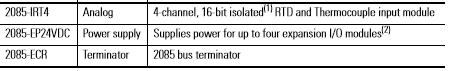 2085-IRT4 Analog 4-channel, 16-bit isolated(1) RTD and Thermocouple input module
2085-EP24VDC Power supply Supplies power for up to four expansion I/O modules(2)
2085-ECR Terminator 2085 bus terminator